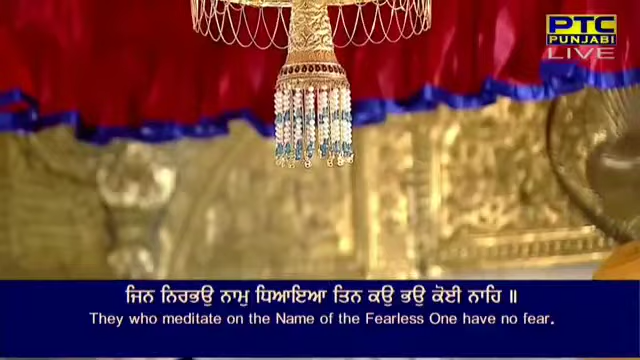 PTC
PUNJABI
LIVE
ਜਿਨ ਨਿਰਭਉ ਨਾਮੁ ਧਿਆਇਆ ਤਿਨ ਕਉ ਭਉ ਕੋਈ ਨਾਹਿ ॥
They who meditate on the Name of the Fearless One have no fear.